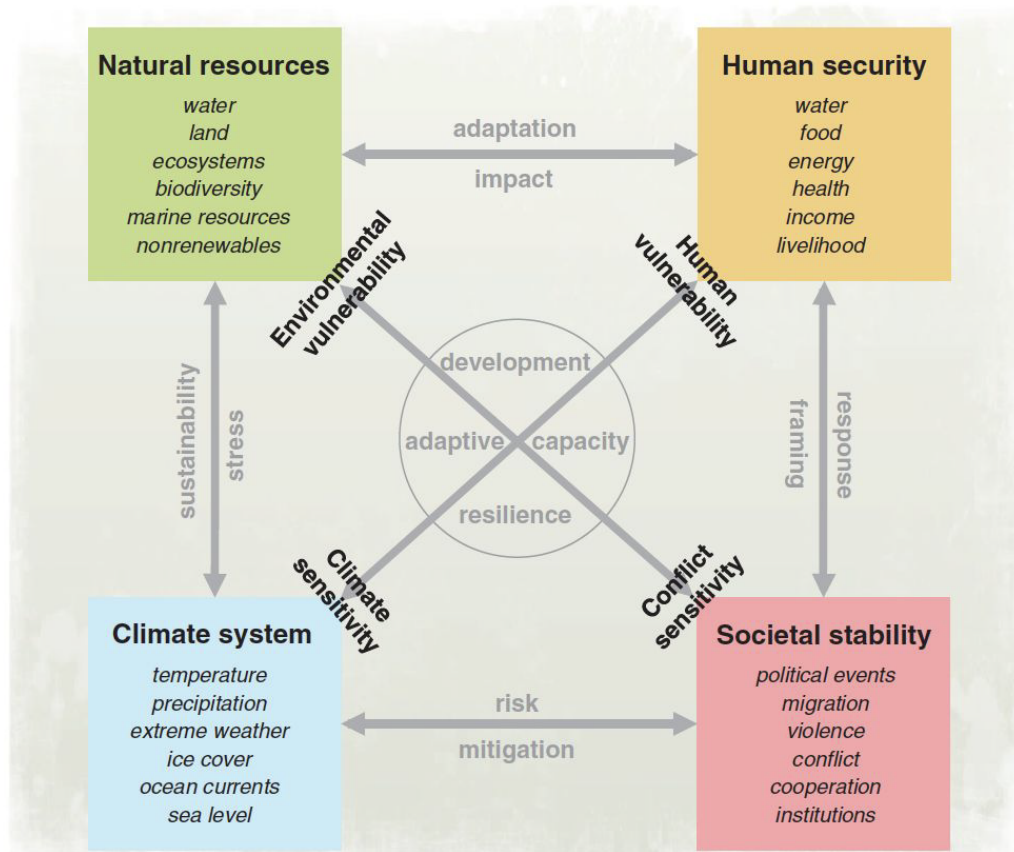 Natural resources
water
land
ecosystems
biodiversity
marine resources
nonrenewables
Human security
water
food
energy
health
income
livelihood
adaptation
impact
Environmental
vulnerability
Human
vulnerability
development
adaptive capacity
resilience
sustainability
stress
response
framing
Climate
sensitivity
Conflict
sensitivity
Climate system
temperature
precipitation
extreme weather
ice cover
ocean currents
sea level
risk
mitigation
Societal stability
political events
migration
violence
conflict
cooperation
institutions